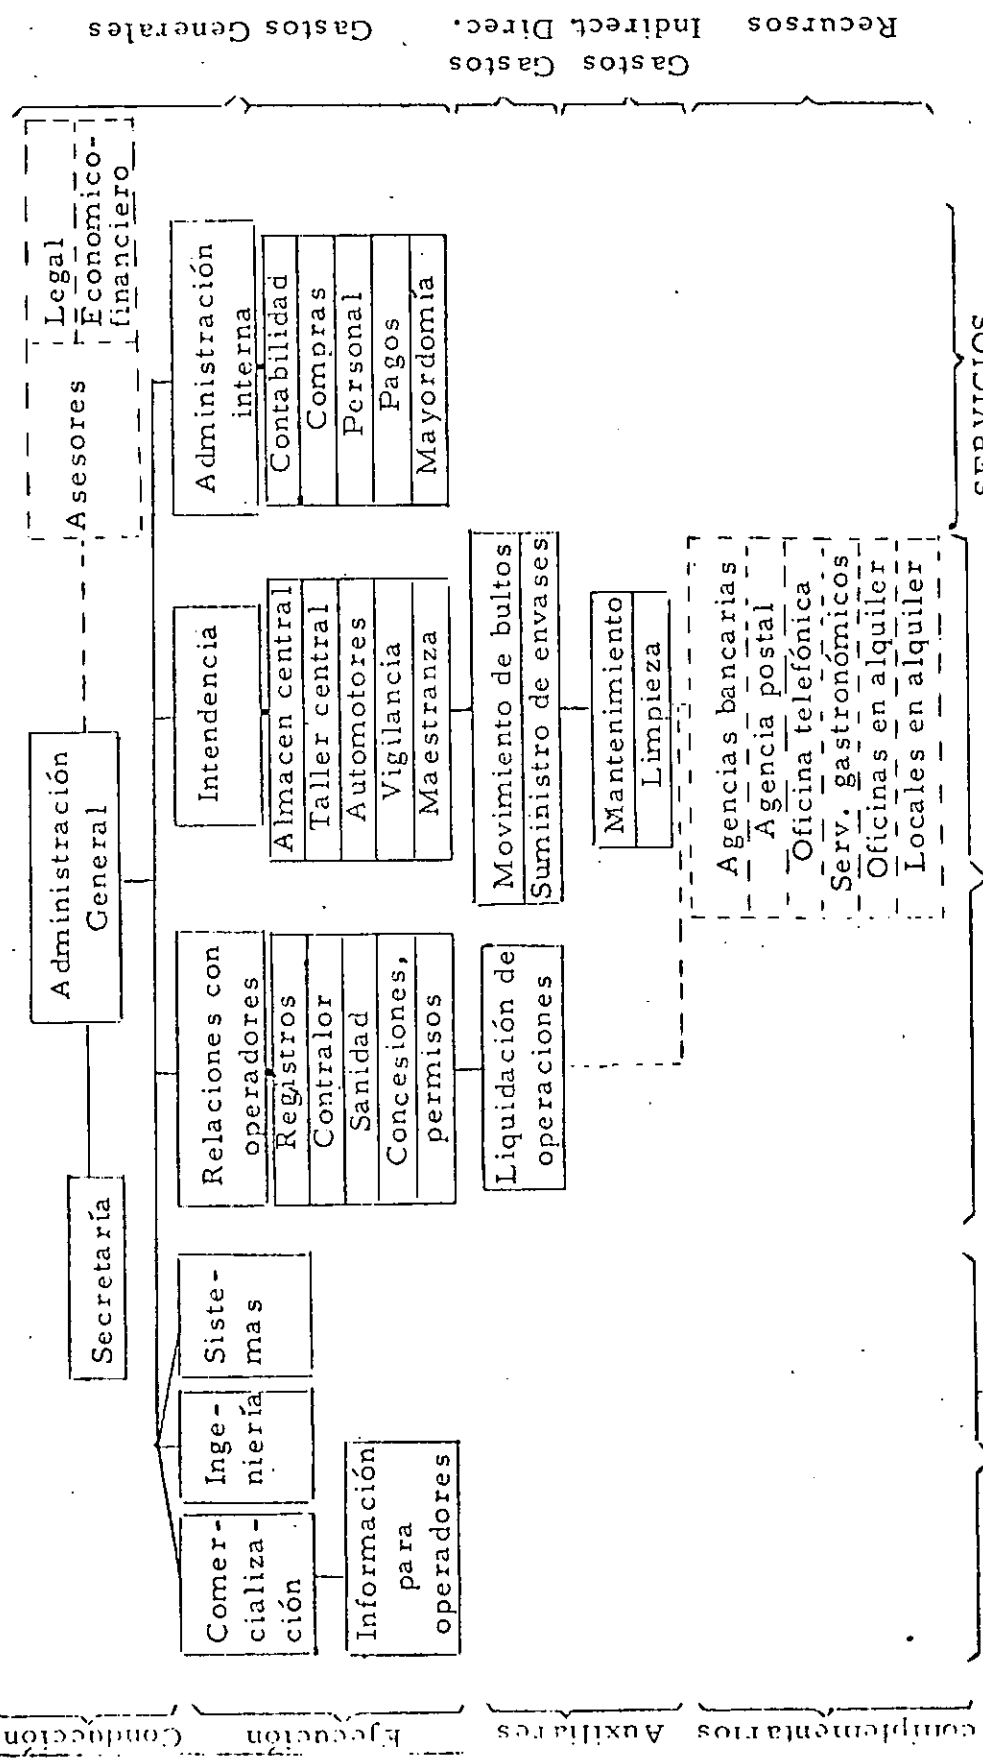 Administración
General
Secretaría
Asesores
Legal
Economico-
financiero
Comer-
cializa-
ción
Inge-
niería
Siste-
mas
Relaciones con
operadores
Intendencia
Administración
interna
Información
para
operadores
Registros
Contralor
Sanidad
Concesiones,
permisos
Almacen central
Taller central
Automotores
Vigilancia
Maestranza
Contabilidad
Compras
Personal
Pagos
Mayordomía
Liquidación de
operaciones
Movimiento de bultos
Suministro de envases
Mantenimiento
Limpieza
Agencias bancarias
Agencia postal
Oficina telefónica
Serv. gastronómicos
Oficinas en alquiler
Locales en alquiler
SERVICIOS
Conducción
Ejecución
Auxiliares
complementarios
Gastos Generales
Gastos
Direc.
Gastos
Indirect.
Recursos